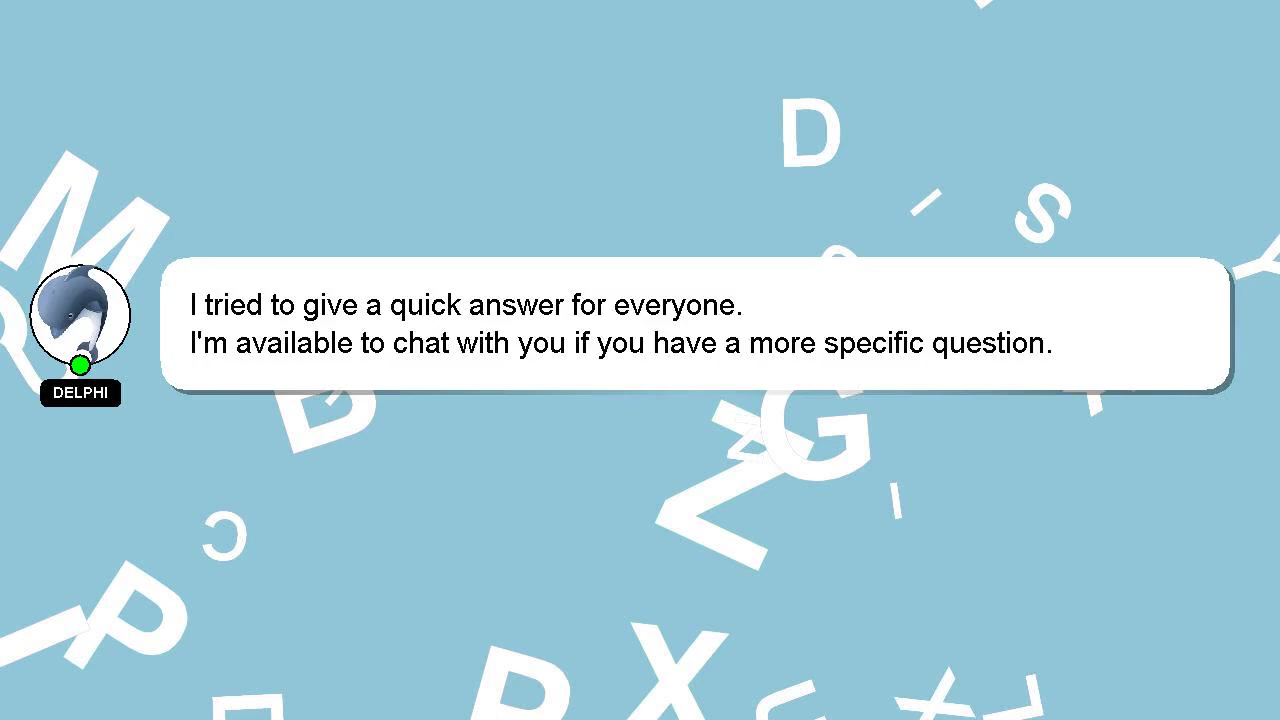 I tried to give a quick answer for everyone.
I'm available to chat with you if you have a more specific question.
DELPHI
D
S
M
B
G
Z
C
P
P
X
U
X